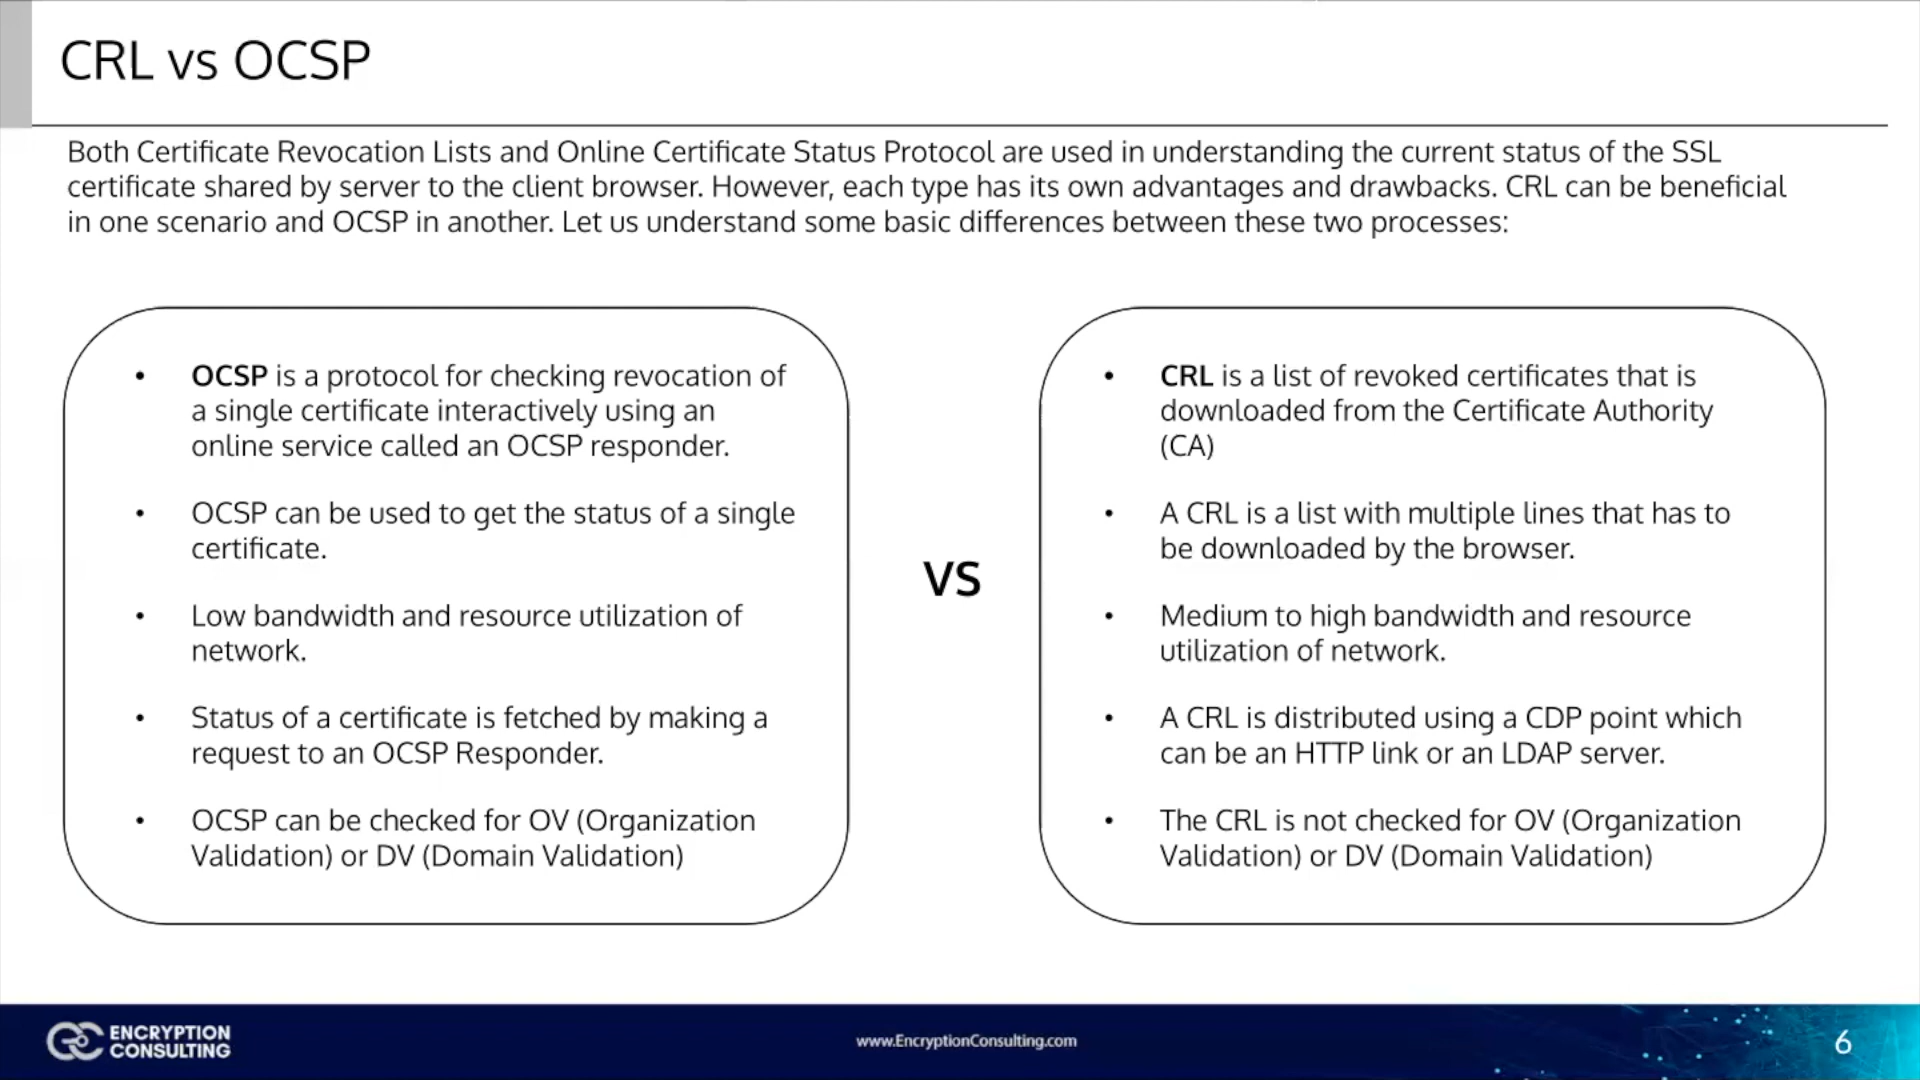 CRL vs OCSP
Both Certificate Revocation Lists and Online Certificate Status Protocol are used in understanding the current status of the SSL
certificate shared by server to the client browser. However, each type has its own advantages and drawbacks. CRL can be beneficial
in one scenario and OCSP in another. Let us understand some basic differences between these two processes:
• OCSP is a protocol for checking revocation of
a single certificate interactively using an
online service called an OCSP responder.
• OCSP can be used to get the status of a single
certificate.
• Low bandwidth and resource utilization of
network.
• Status of a certificate is fetched by making a
request to an OCSP Responder.
• OCSP can be checked for OV (Organization
Validation) or DV (Domain Validation)
VS
• CRL is a list of revoked certificates that is
downloaded from the Certificate Authority
(CA)
• A CRL is a list with multiple lines that has to
be downloaded by the browser.
• Medium to high bandwidth and resource
utilization of network.
• A CRL is distributed using a CDP point which
can be an HTTP link or an LDAP server.
• The CRL is not checked for OV (Organization
Validation) or DV (Domain Validation)
ENCRYPTION
CONSULTING
www.EncryptionConsulting.com
6